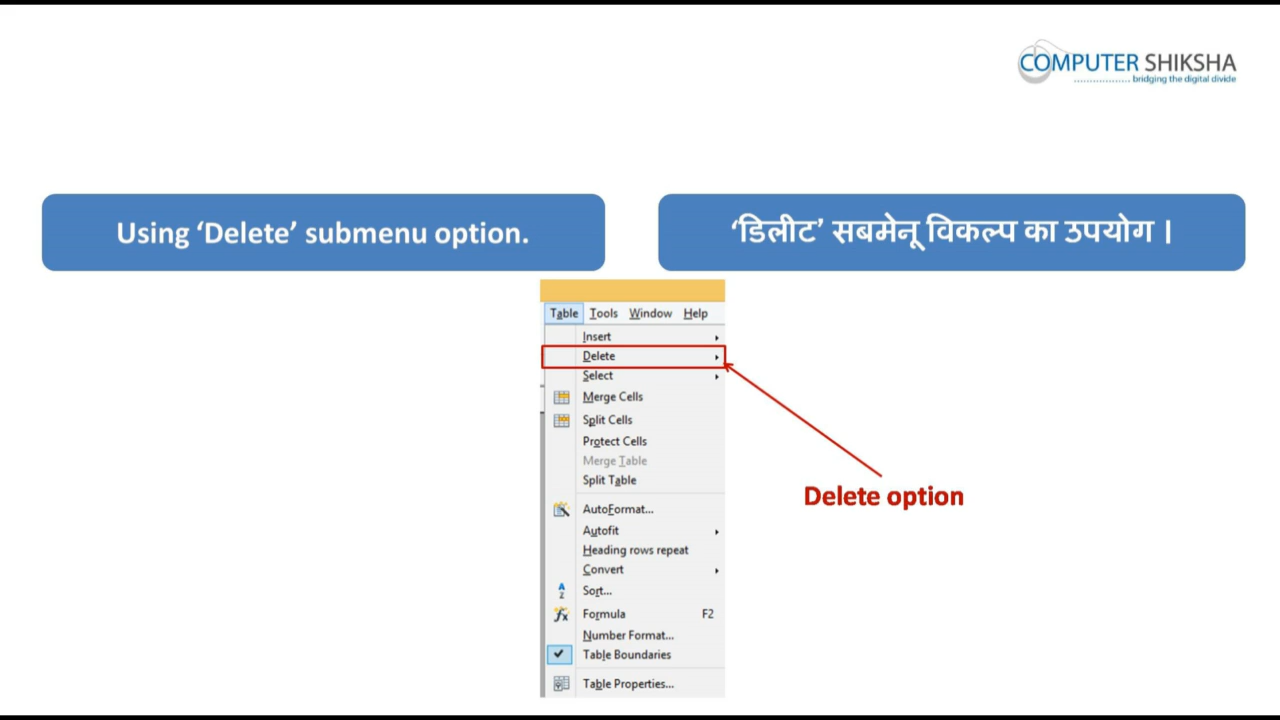 COMPUTER SHIKSHA
.................. bridging the digital divide
Using ‘Delete’ submenu option.
‘डिलीट’ सबमेनू विकल्प का उपयोग |
Table Tools Window Help
Insert
Delete
Select
Merge Cells
Split Cells
Protect Cells
Merge Table
Split Table
Delete option
AutoFormat...
Autofit
Heading rows repeat
Convert
Sort...
Formula F2
Number Format...
Table Boundaries
Table Properties...